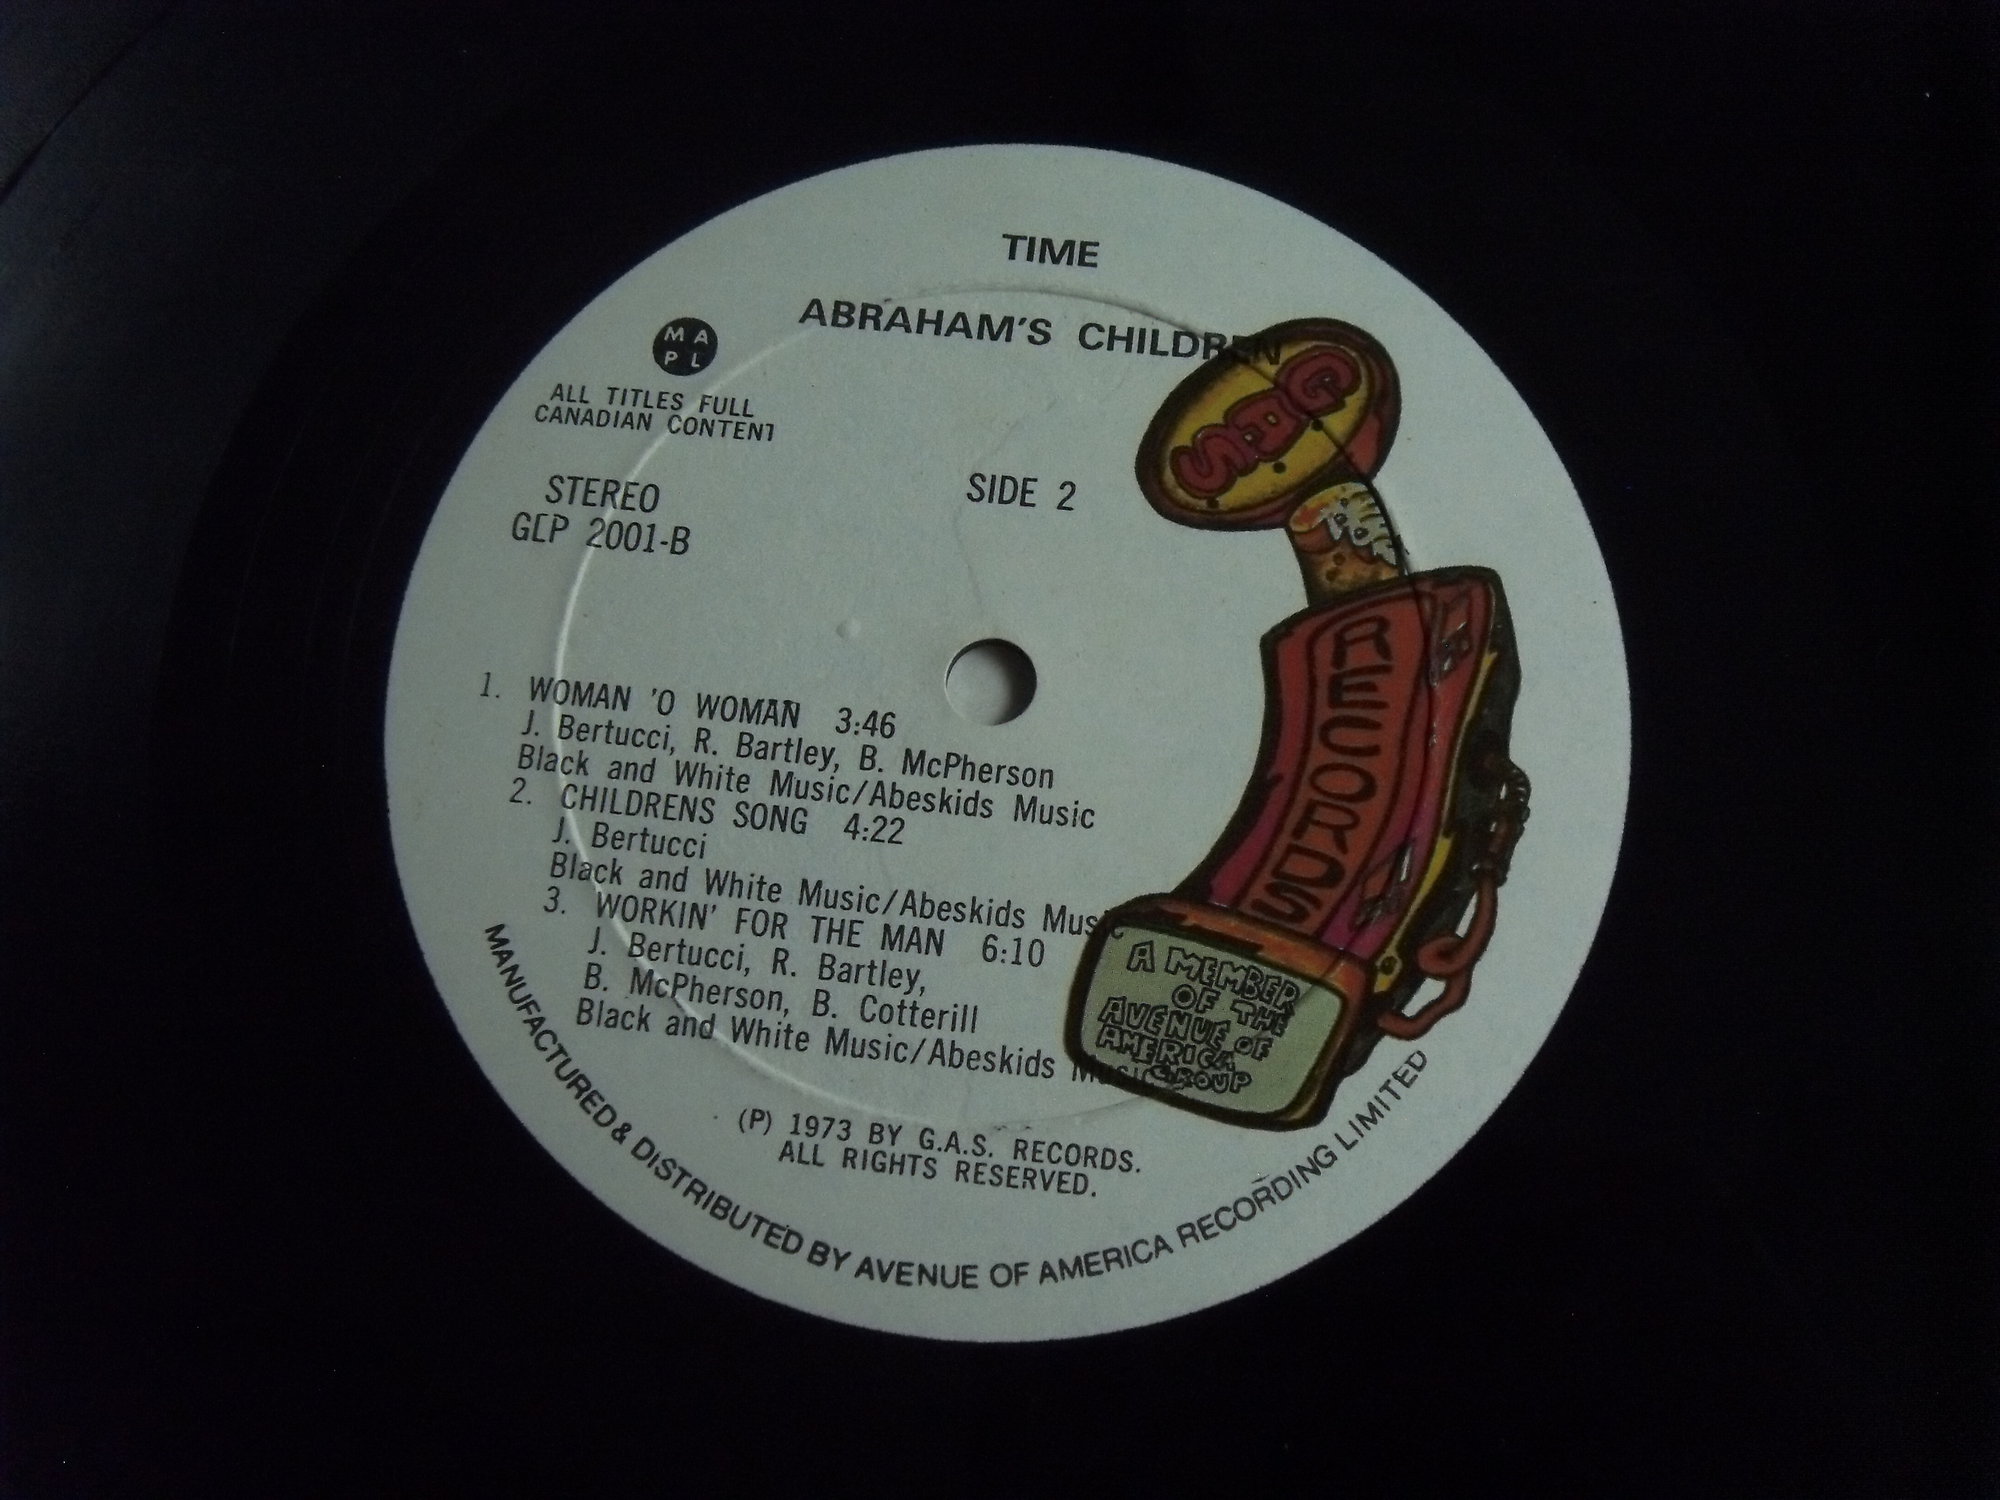 TIME
ABRAHAM'S CHILDREN
MA
PL
ALL TITLES FULL
CANADIAN CONTENT
STEREO
GLP 2001-B
SIDE 2
GAS
RECORDS
A MEMBER
OF THE
AVENUE OF
AMERICA
GROUP
1. WOMAN 'O WOMAN 3:46
J. Bertucci, R. Bartley, B. McPherson
Black and White Music/Abeskids Music
2. CHILDRENS SONG 4:22
J. Bertucci
Black and White Music/Abeskids Music
3. WORKIN' FOR THE MAN 6:10
J. Bertucci, R. Bartley,
B. McPherson, B. Cotterill
Black and White Music/Abeskids Music
(P) 1973 BY G.A.S. RECORDS.
ALL RIGHTS RESERVED.
MANUFACTURED & DISTRIBUTED BY AVENUE OF AMERICA RECORDING LIMITED